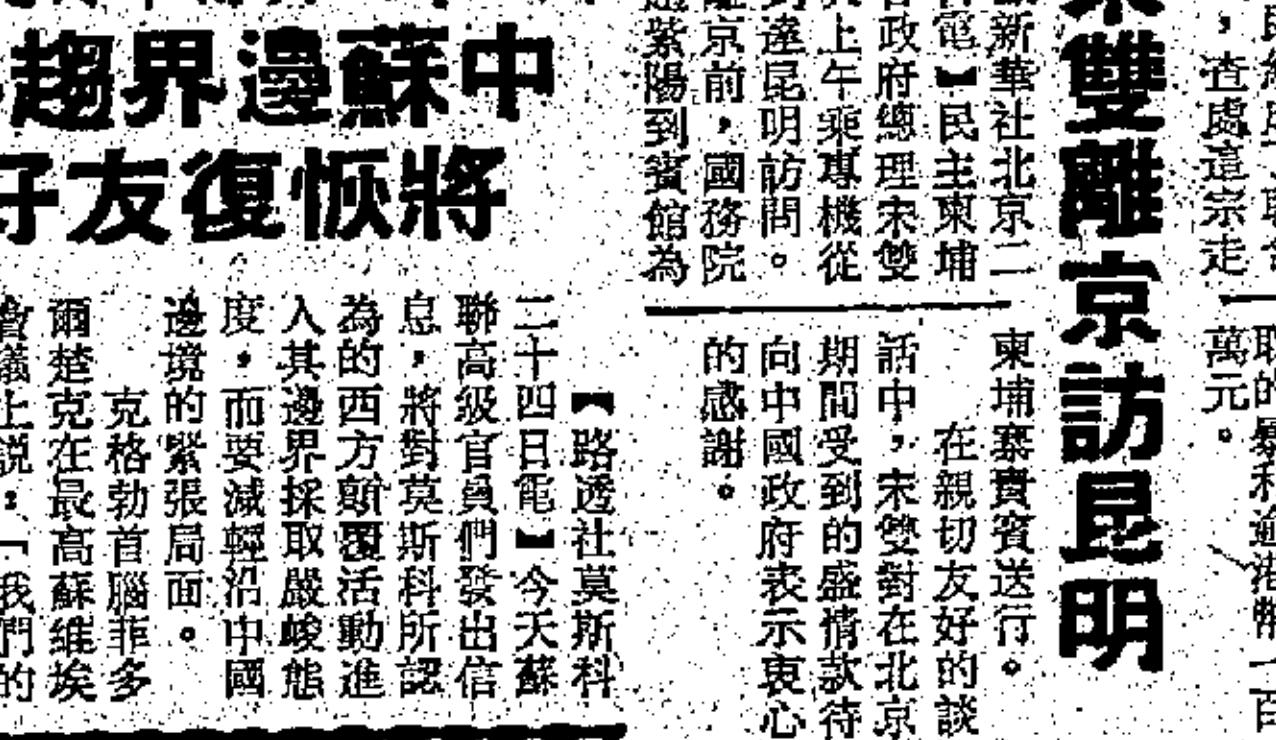 ，查處這宗走
取的暴利逾港幣一百
萬元。
雙離京訪昆明
新華社北京二
電】民主柬埔
政府總理宋雙
上午乘專機從
達昆明訪問。
京前，國務院
紫陽到賓館為
柬埔寨貴賓送行。
在親切友好的談
話中，宋雙對在北京
期間受到的盛情款待
向中國政府表示衷心
的感謝。
中蘇邊界趨
將恢復友好
【路透社莫斯科
二十四日電】今天蘇
聯高級官員們發出信
息，將對莫斯科所認
為的西方顛覆活動進
入其邊界採取嚴峻態
度，而要減輕沿中國
邊境的緊張局面。
克格勃首腦菲多
爾楚克在最高蘇維埃
會議上説：「我們的